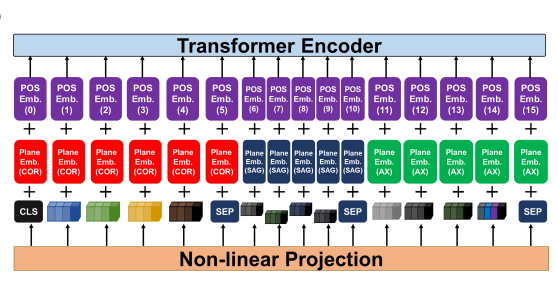 )
Transformer Encoder
POS POS POS POS POS POS POS POS POS POS POS POS POS POS POS POS
Emb. Emb. Emb. Emb. Emb. Emb. Emb. Emb. Emb. Emb. Emb. Emb. Emb. Emb. Emb. Emb.
(0) (1) (2) (3) (4) (5) (6) (7) (8) (9) (10) (11) (12) (13) (14) (15)
+ + + + + + + + + + + + + + + +
Plane Plane Plane Plane Plane Plane Plane Plane Plane Plane Plane Plane Plane Plane Plane Plane
Emb. Emb. Emb. Emb. Emb. Emb. Emb. Emb. Emb. Emb. Emb. Emb. Emb. Emb. Emb. Emb.
(COR) (COR) (COR) (COR) (COR) (COR) (SAG) (SAG) (SAG) (SAG) (SAG) (AX) (AX) (AX) (AX) (AX)
+ + + + + + + + + + + + + + + +
CLS SEP SEP SEP
Non-linear Projection